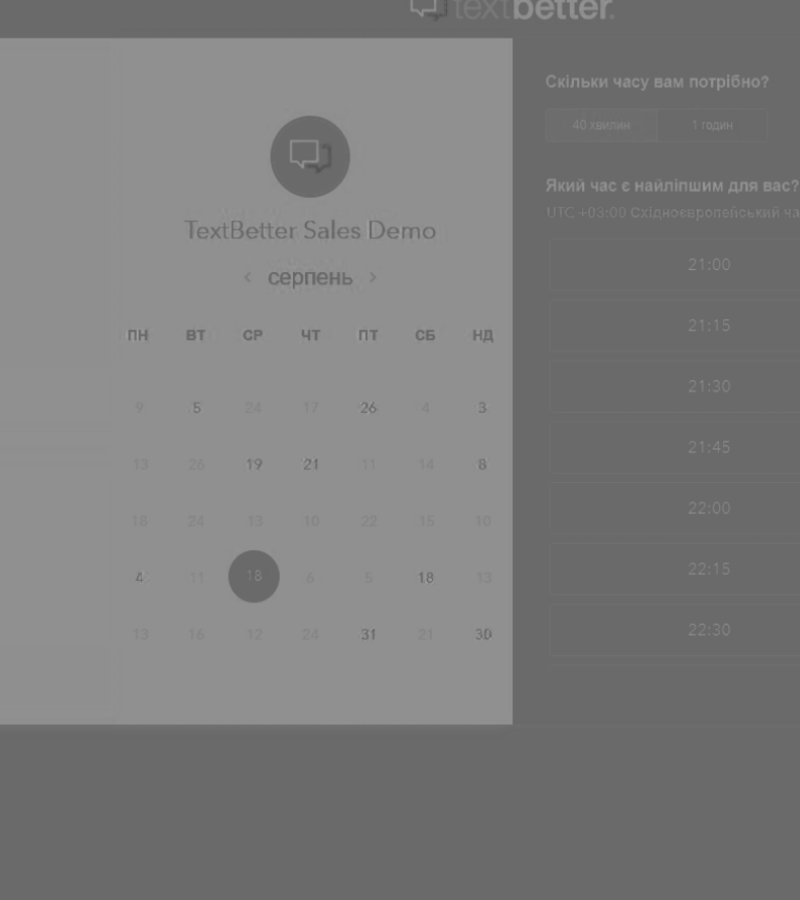 textbetter.
TextBetter Sales Demo
< серпень >
ПН ВТ СР ЧТ ПТ СБ НД
9 5 24 17 26 4 3
13 26 19 21 11 14 8
18 24 13 10 22 15 10
4 11 18 6 5 18 13
13 16 12 24 31 21 30
Скільки часу вам потрібно?
40 хвилин 1 годин
Який час є найліпшим для вас?
UTC +03:00 Східноєвропейський ча
21:00
21:15
21:30
21:45
22:00
22:15
22:30